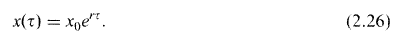 x(τ) = x₀e^{rτ}. (2.26)